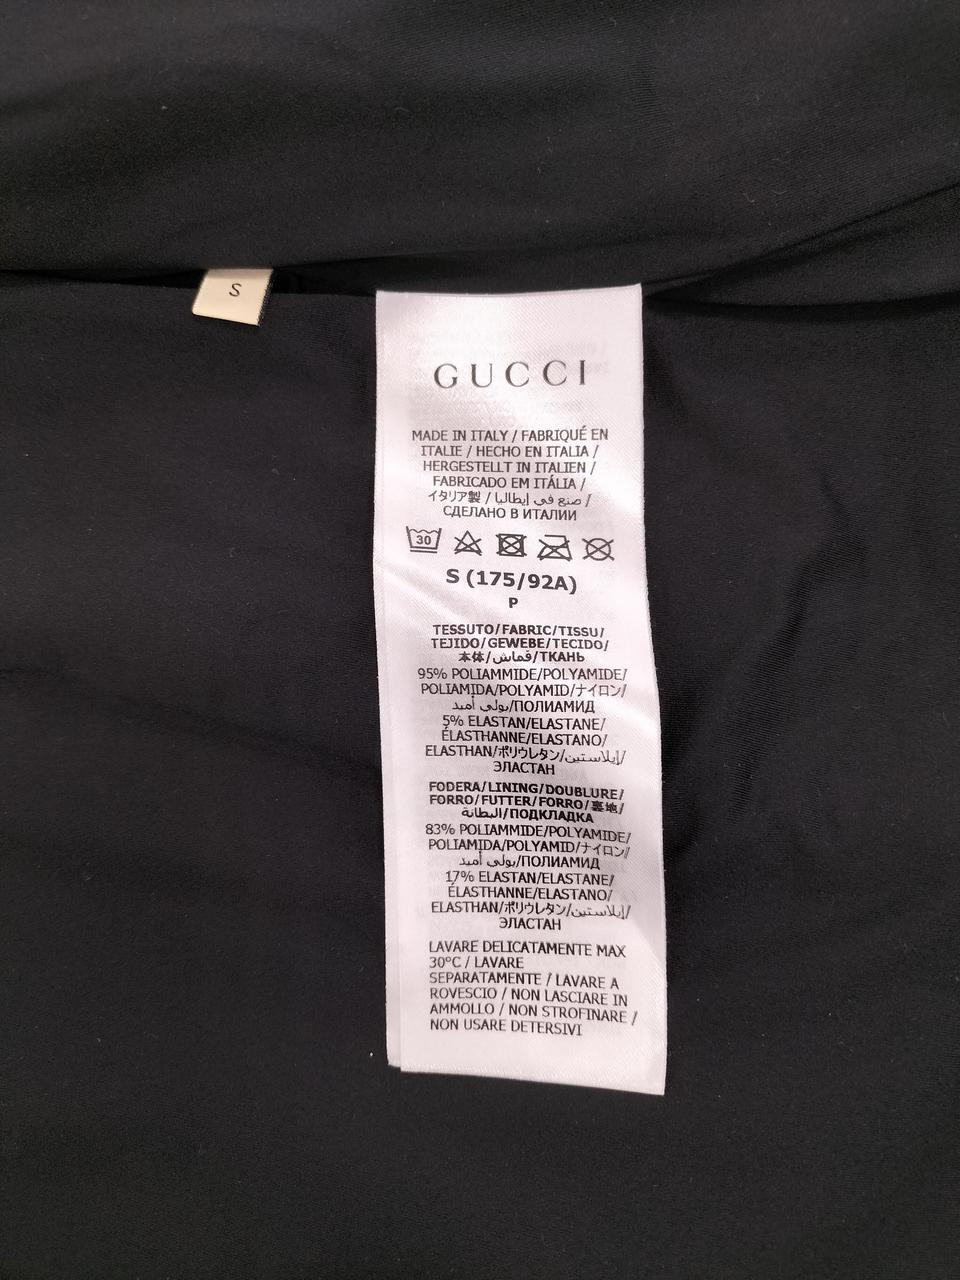 S
GUCCI
MADE IN ITALY / FABRIQUÉ EN
ITALIE / HECHO EN ITALIA /
HERGESTELLT IN ITALIEN /
FABRICADO EM ITÁLIA /
イタリア製 / صنع في إيطاليا /
СДЕЛАНО В ИТАЛИИ
30
S (175/92A)
P
TESSUTO/FABRIC/TISSU/
TEJIDO/GEWEBE/TECIDO/
本体/قماش/ТКАНЬ
95% POLIAMMIDE/POLYAMIDE/
POLIAMIDA/POLYAMID/ナイロン/
بولي أميد/ПОЛИАМИД
5% ELASTAN/ELASTANE/
ÉLASTHANNE/ELASTANO/
ELASTHAN/ポリウレタン/إيلاستين/
ЭЛАСТАН
FODERA/LINING/DOUBLURE/
FORRO/FUTTER/FORRO/裏地/
البطانة/ПОДКЛАДКА
83% POLIAMMIDE/POLYAMIDE/
POLIAMIDA/POLYAMID/ナイロン/
بولي أميد/ПОЛИАМИД
17% ELASTAN/ELASTANE/
ÉLASTHANNE/ELASTANO/
ELASTHAN/ポリウレタン/إيلاستين/
ЭЛАСТАН
LAVARE DELICATAMENTE MAX
30°C / LAVARE
SEPARATAMENTE / LAVARE A
ROVESCIO / NON LASCIARE IN
AMMOLLO / NON STROFINARE /
NON USARE DETERSIVI